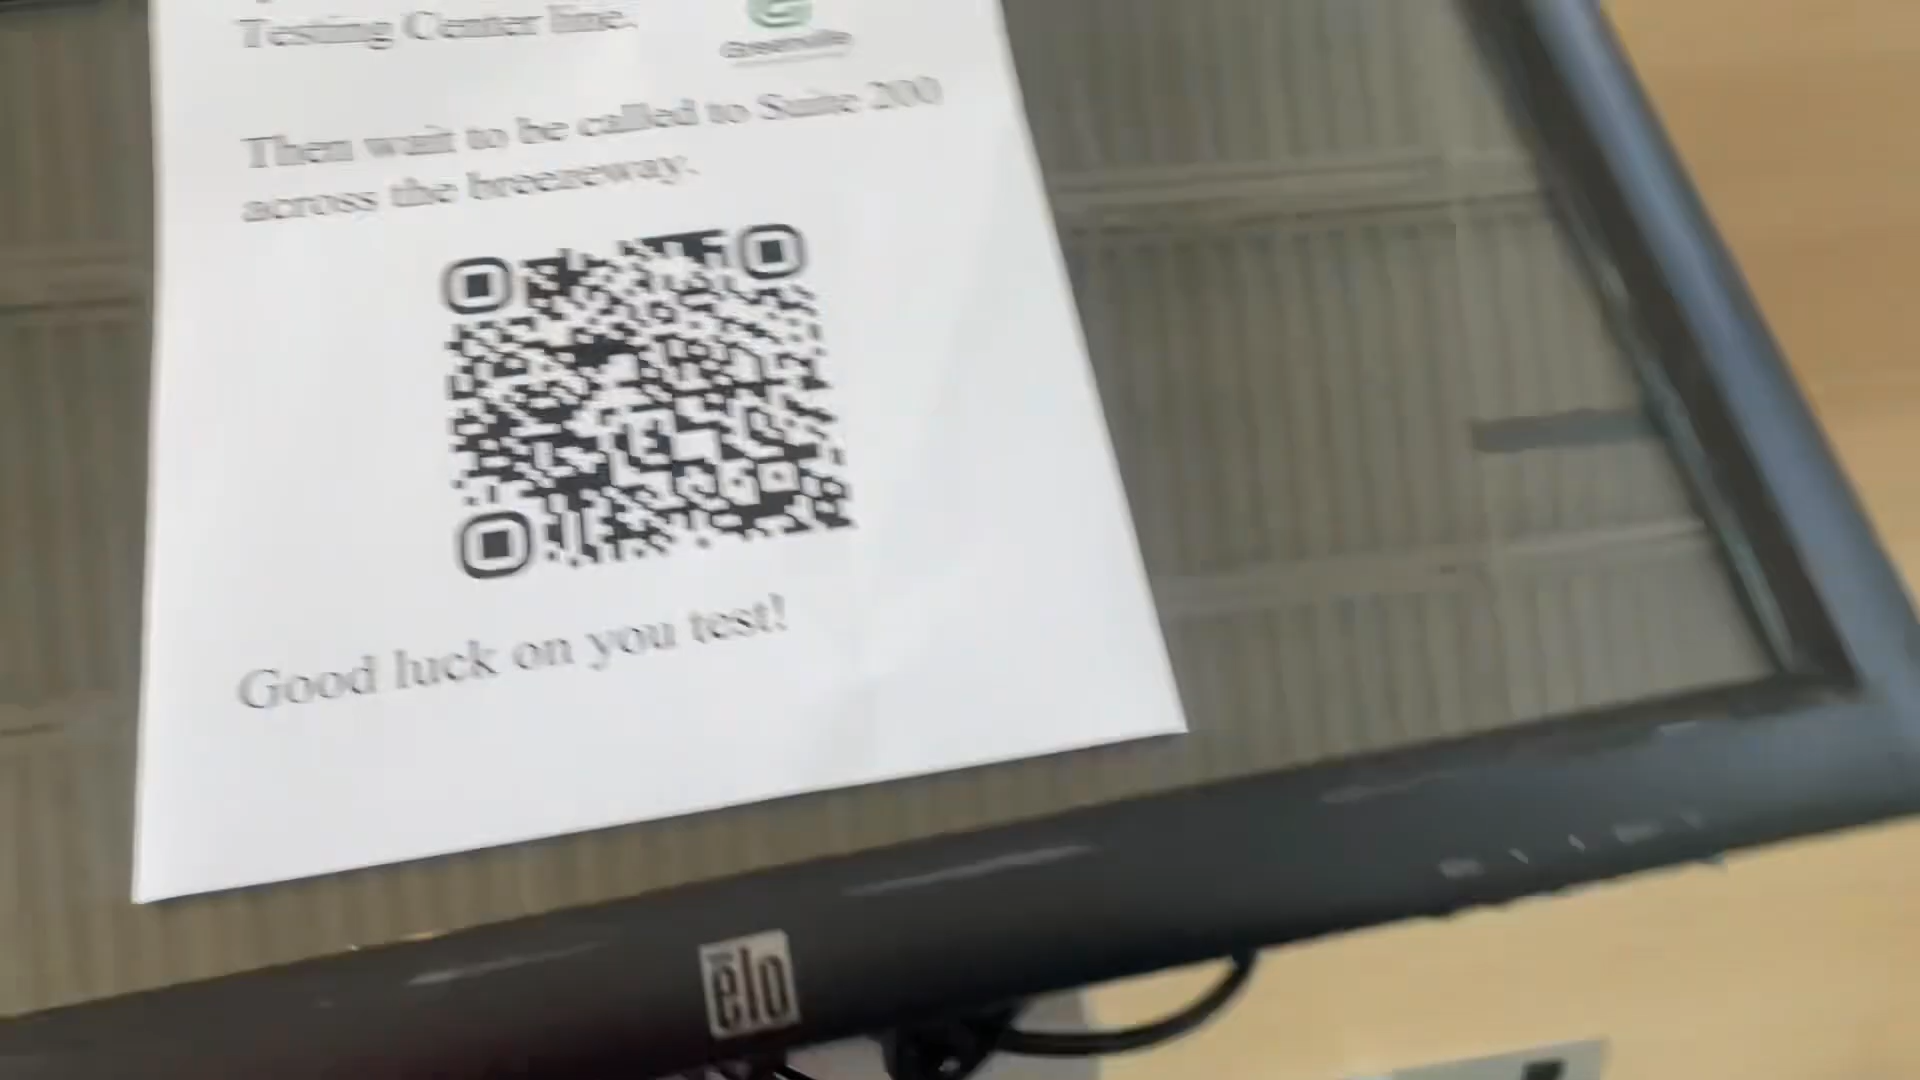 Testing Center line.
Greenville
Then wait to be called to Suite 200
across the breezeway.
Good luck on you test!
elo